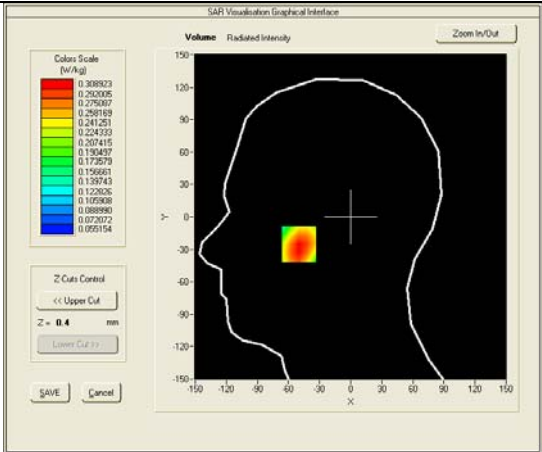 SAR Visualisation Graphical Interface
Volume Radiated Intensity
Zoom In/Out
Colors Scale
(W/kg)
0.308923
0.292005
0.275087
0.258169
0.241251
0.224333
0.207415
0.190497
0.173579
0.156661
0.139743
0.122826
0.105908
0.088990
0.072072
0.055154
Z-Cuts Control
<< Upper Cut
Z = 0.4 mm
Lower Cut >>
SAVE Cancel
150
120
90
60
30
0
-30
-60
-90
-120
-150
Y
-150 -120 -90 -60 -30 0 30 60 90 120 150
X